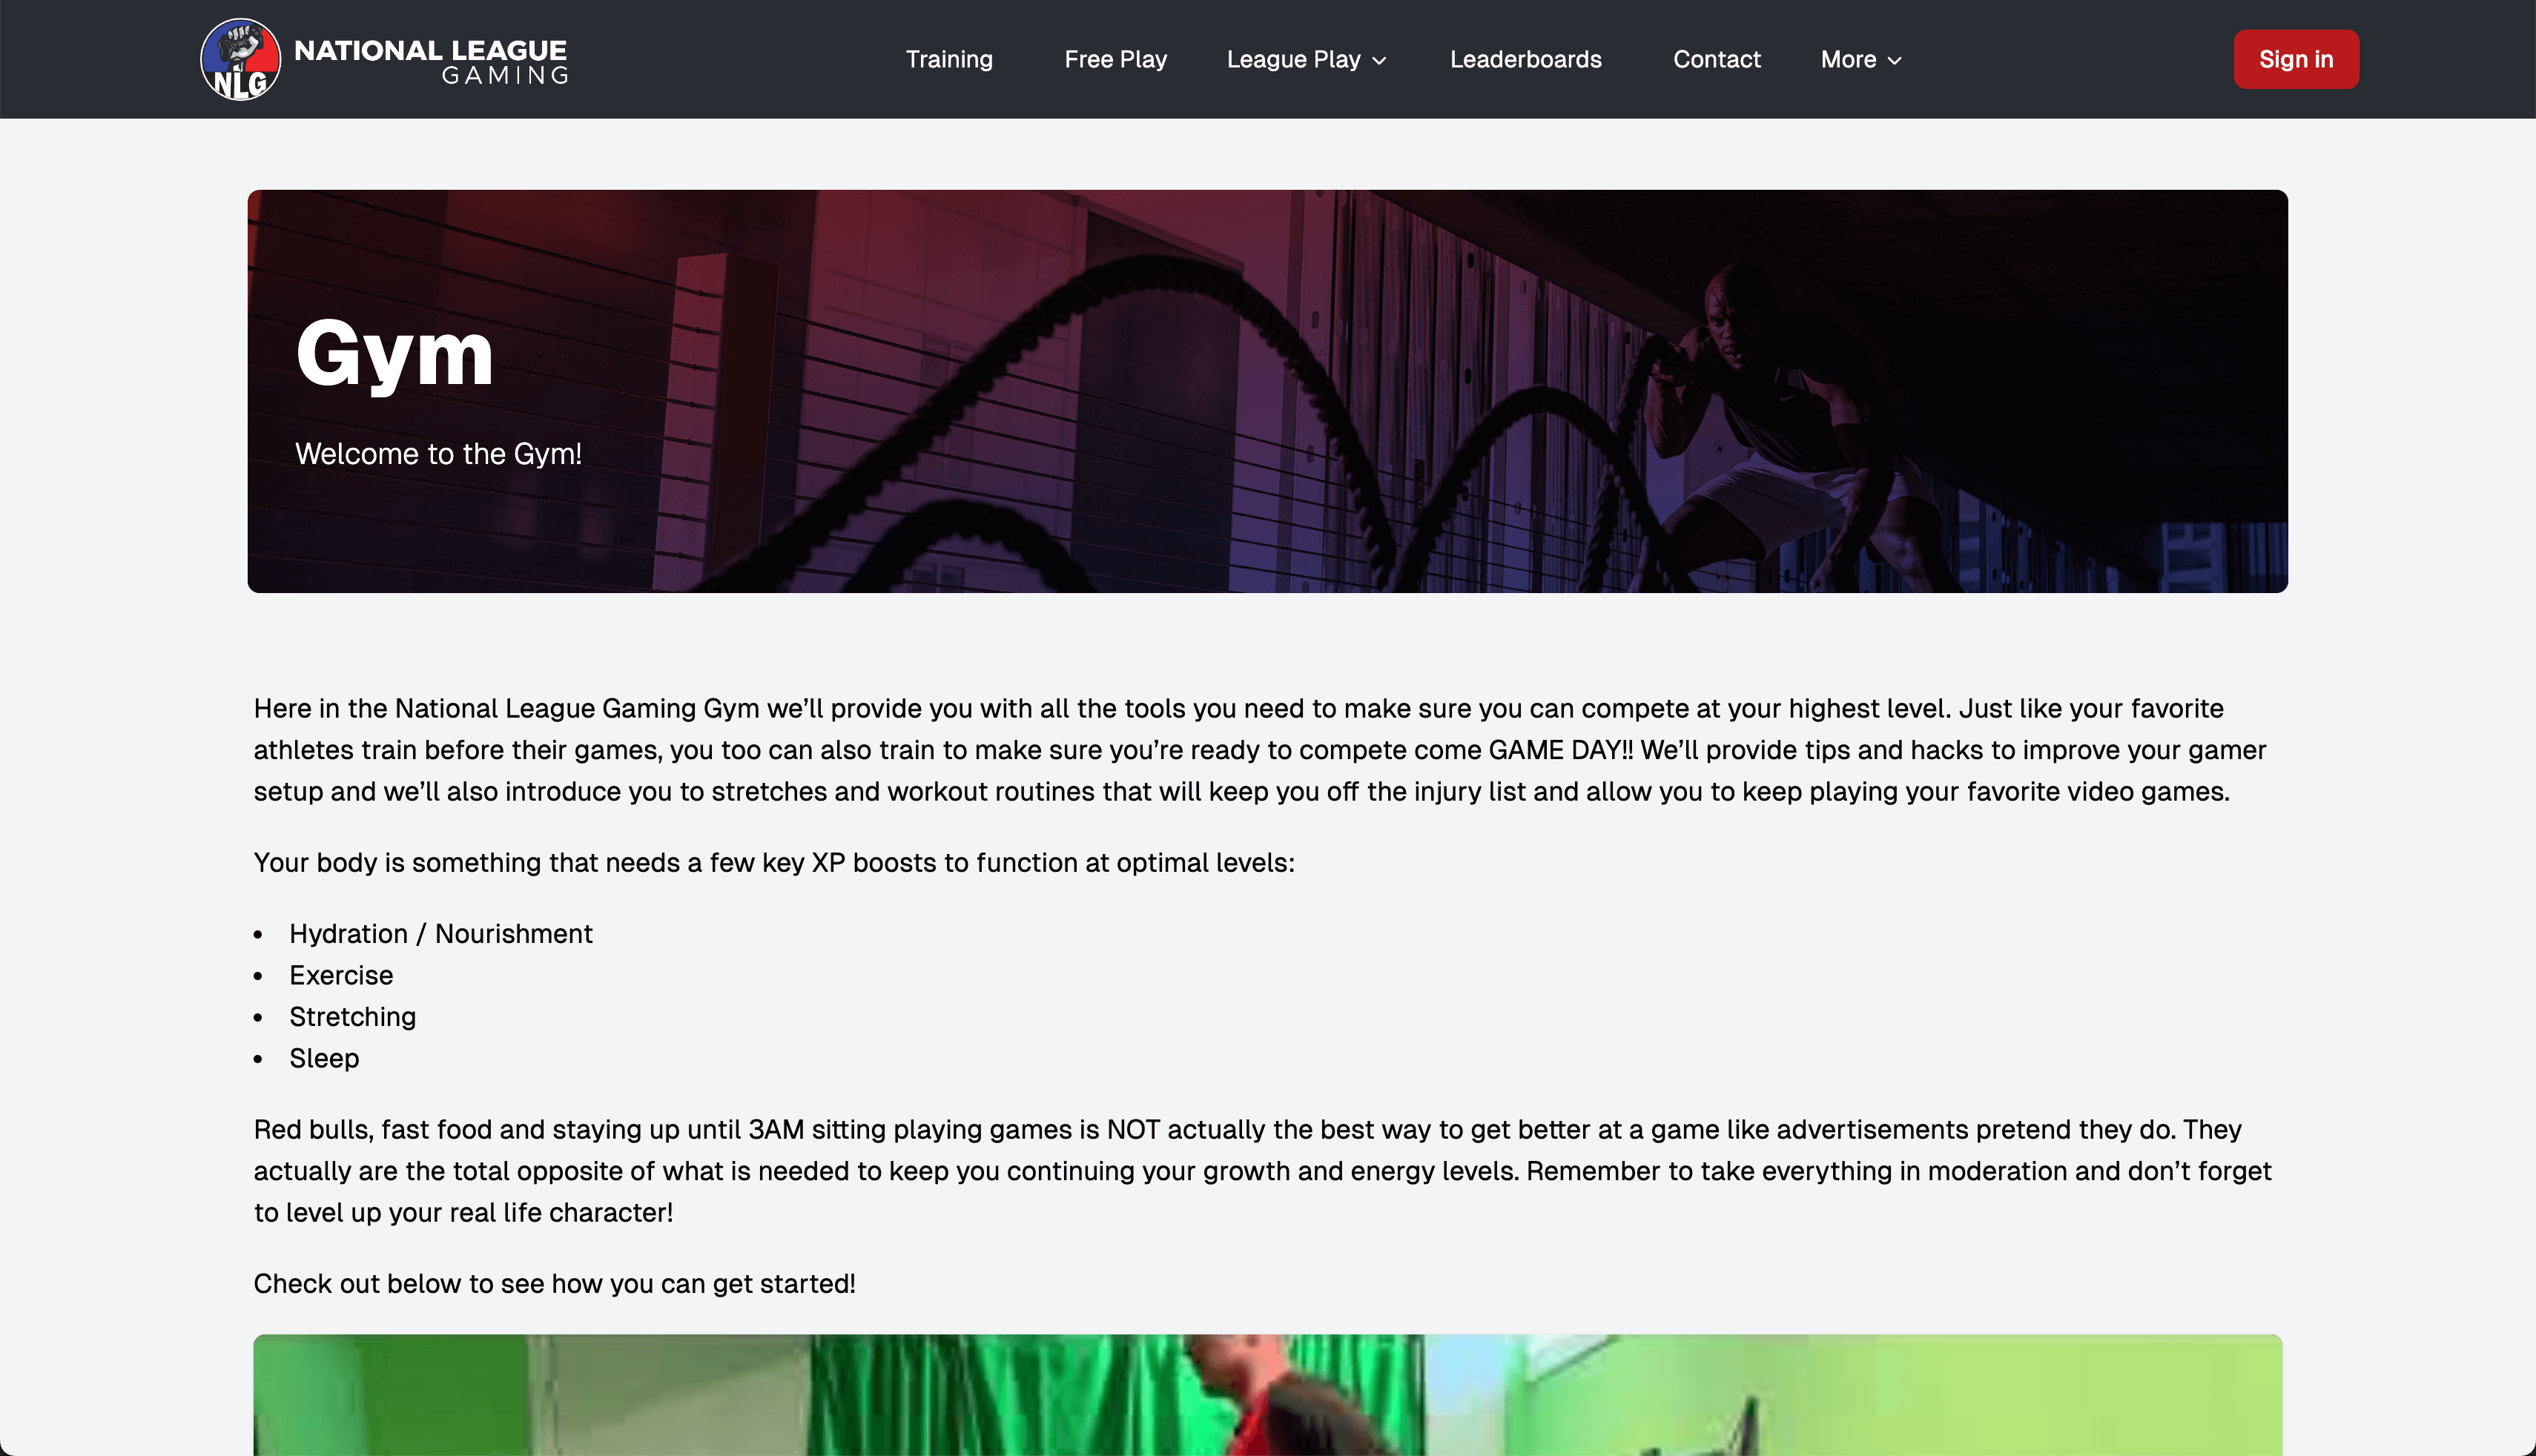 NLG
NATIONAL LEAGUE
GAMING
Training
Free Play
League Play
Leaderboards
Contact
More
Sign in
Gym
Welcome to the Gym!
Here in the National League Gaming Gym we’ll provide you with all the tools you need to make sure you can compete at your highest level. Just like your favorite
athletes train before their games, you too can also train to make sure you’re ready to compete come GAME DAY!! We’ll provide tips and hacks to improve your gamer
setup and we’ll also introduce you to stretches and workout routines that will keep you off the injury list and allow you to keep playing your favorite video games.
Your body is something that needs a few key XP boosts to function at optimal levels:
• Hydration / Nourishment
• Exercise
• Stretching
• Sleep
Red bulls, fast food and staying up until 3AM sitting playing games is NOT actually the best way to get better at a game like advertisements pretend they do. They
actually are the total opposite of what is needed to keep you continuing your growth and energy levels. Remember to take everything in moderation and don’t forget
to level up your real life character!
Check out below to see how you can get started!